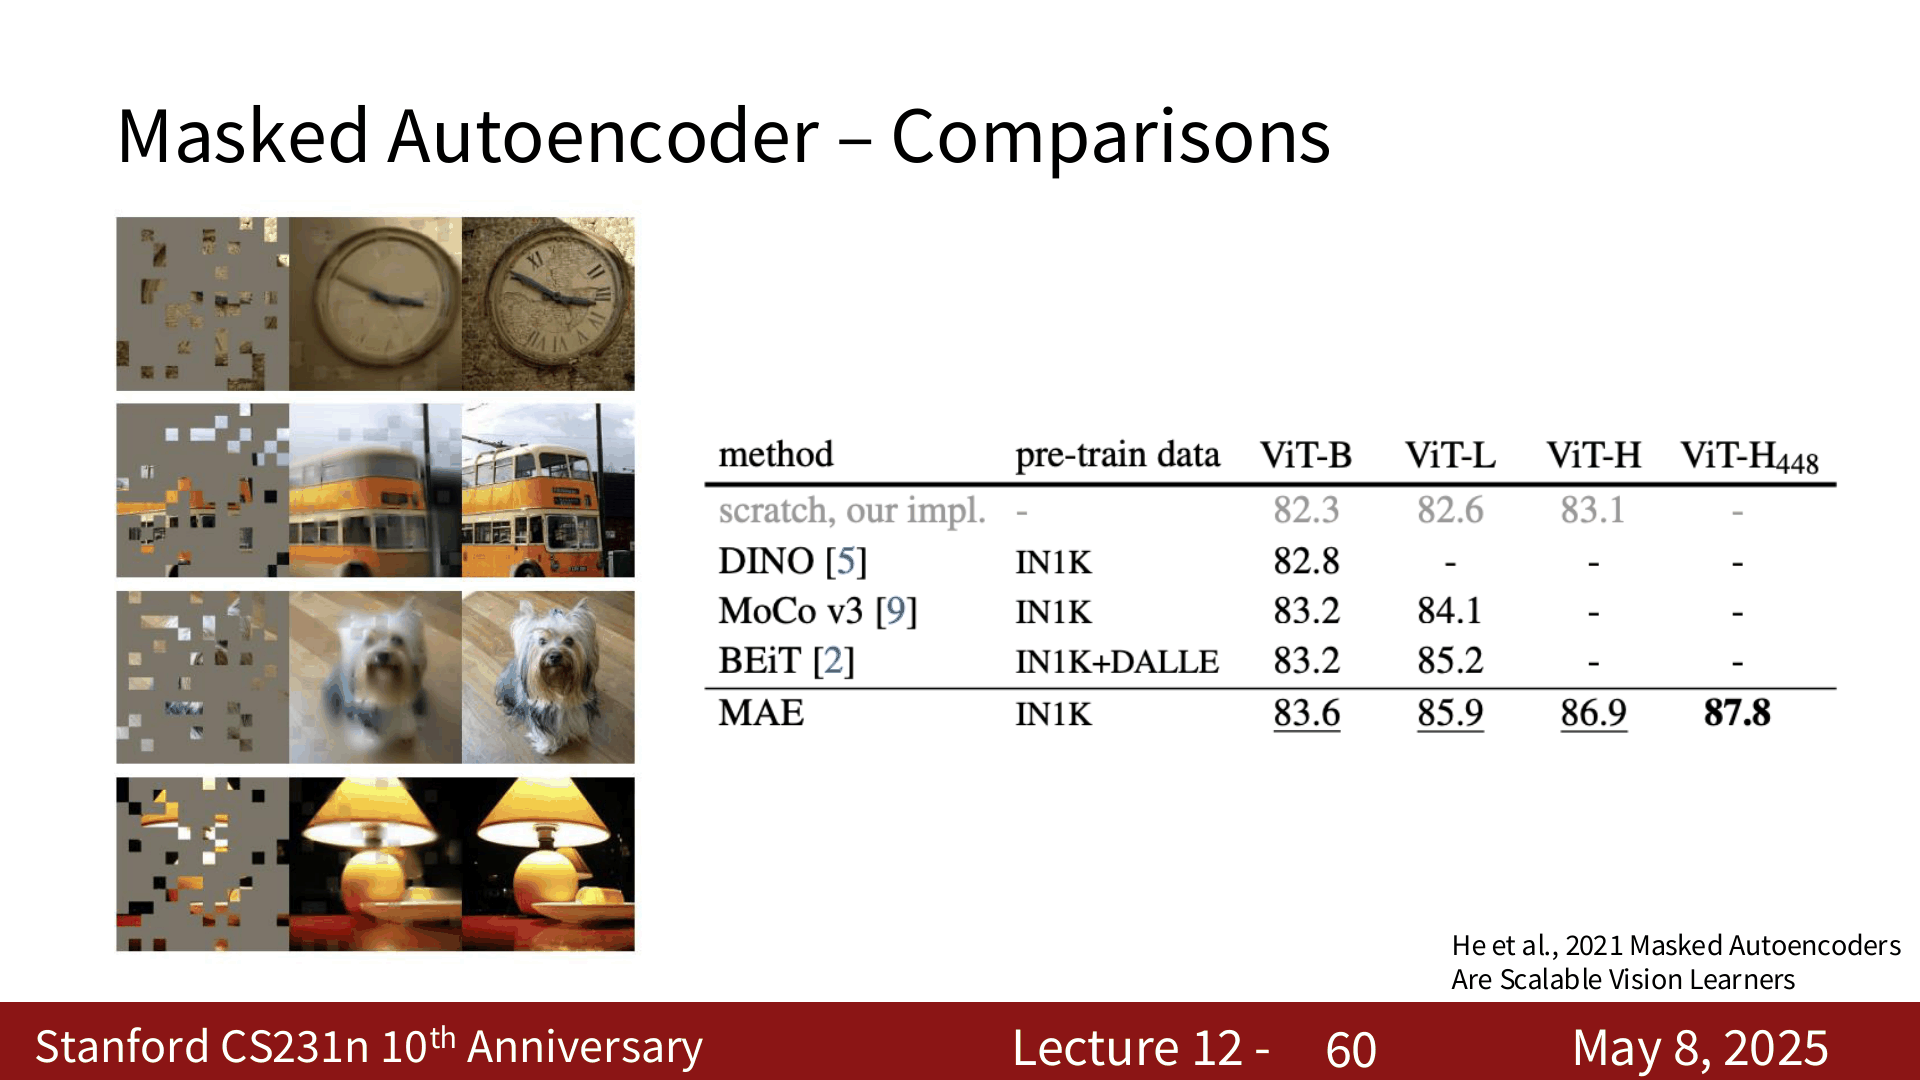 Masked Autoencoder – Comparisons
method pre-train data ViT-B ViT-L ViT-H ViT-H448
scratch, our impl. - 82.3 82.6 83.1 -
DINO [5] IN1K 82.8 - - -
MoCo v3 [9] IN1K 83.2 84.1 - -
BEiT [2] IN1K+DALLE 83.2 85.2 - -
MAE IN1K 83.6 85.9 86.9 87.8
He et al., 2021 Masked Autoencoders
Are Scalable Vision Learners
Stanford CS231n 10th Anniversary Lecture 12 - 60 May 8, 2025